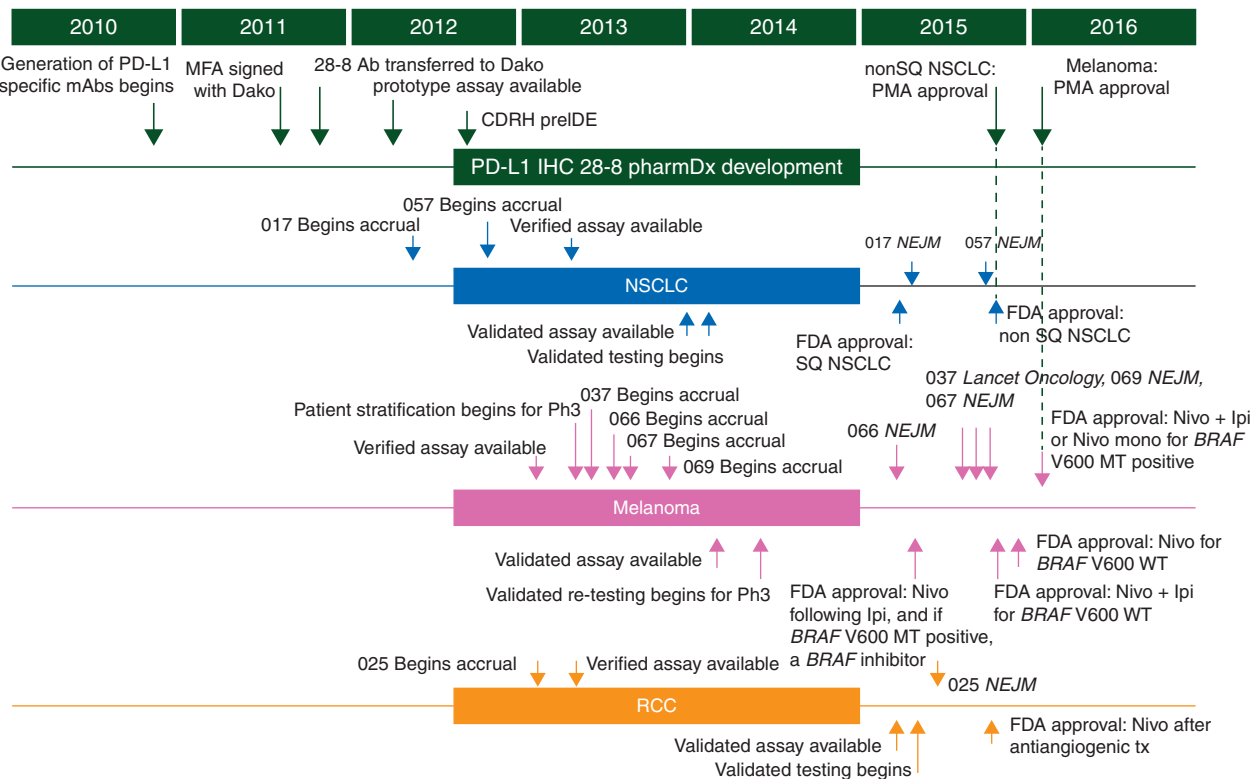 2010 2011 2012 2013 2014 2015 2016
Generation of PD-L1
specific mAbs begins
MFA signed
with Dako
28-8 Ab transferred to Dako
prototype assay available
CDRH preIDE
nonSQ NSCLC:
PMA approval
Melanoma:
PMA approval
PD-L1 IHC 28-8 pharmDx development
017 Begins accrual
057 Begins accrual
Verified assay available
017 NEJM
057 NEJM
NSCLC
Validated assay available
Validated testing begins
FDA approval:
SQ NSCLC
FDA approval:
non SQ NSCLC
Patient stratification begins for Ph3
Verified assay available
037 Begins accrual
066 Begins accrual
067 Begins accrual
069 Begins accrual
066 NEJM
037 Lancet Oncology, 069 NEJM,
067 NEJM
FDA approval: Nivo + Ipi
or Nivo mono for BRAF
V600 MT positive
Melanoma
Validated assay available
Validated re-testing begins for Ph3
FDA approval: Nivo
following Ipi, and if
BRAF V600 MT positive,
a BRAF inhibitor
FDA approval: Nivo for
BRAF V600 WT
FDA approval: Nivo + Ipi
for BRAF V600 WT
025 Begins accrual
Verified assay available
025 NEJM
RCC
Validated assay available
Validated testing begins
FDA approval: Nivo after
antiangiogenic tx